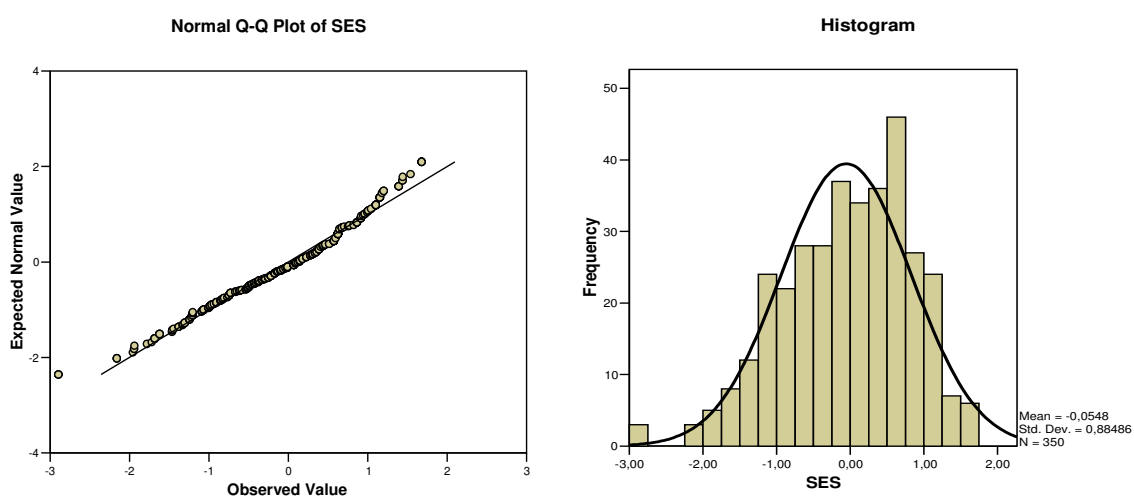 Normal Q-Q Plot of SES
Expected Normal Value
4
2
0
-2
-4
-3
-2
-1
0
1
2
3
Observed Value
Histogram
Frequency
50
40
30
20
10
0
-3,00
-2,00
-1,00
0,00
1,00
2,00
SES
Mean = -0,0548
Std. Dev. = 0,88486
N = 350